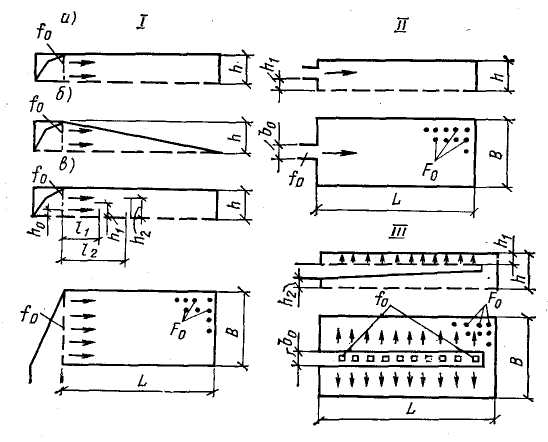 а) I II
f₀ h h₁ h
б)
f₀ h b₀ F₀ B
в) f₀
f₀ h L
h₀ l₁ h₁ h₂ III
l₂ h₁
h₂ h
f₀ f₀ F₀
F₀ B b₀ B
L L